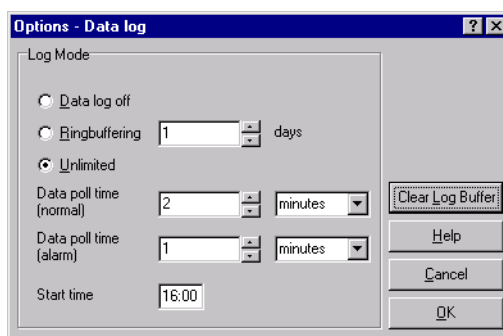 Options - Data log
Log Mode
Data log off
Ringbuffering 1 days
Unlimited
Data poll time
(normal) 2 minutes
Data poll time
(alarm) 1 minutes
Start time 16:00
Clear Log Buffer
Help
Cancel
OK